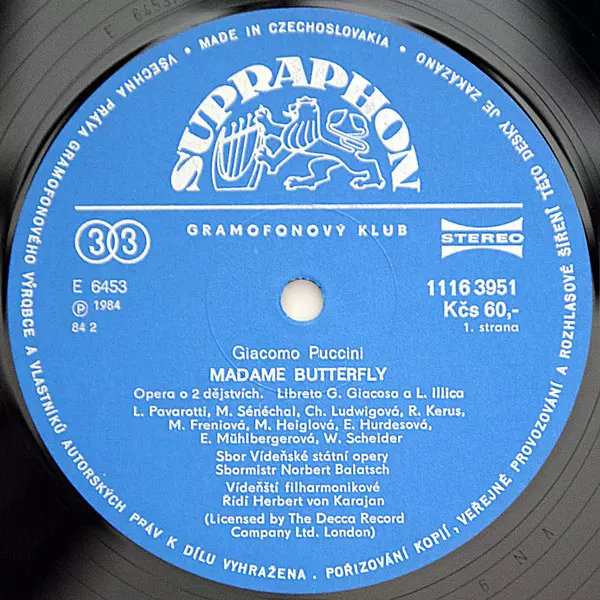 VŠECHNA PRÁVA GRAMOFONOVÉHO VÝROBCE A VLASTNÍKŮ AUTORSKÝCH PRÁV K DÍLU VYHRAŽENA . POŘIZOVÁNÍ KOPIÍ, VEŘEJNÉ PROVOZOVÁNÍ A ROZHLASOVÉ ŠÍŘENÍ TÉTO DESKY JE ZAKÁZÁNO
• MADE IN CZECHOSLOVAKIA •
SUPRAPHON
GRAMOFONOVÝ KLUB
33
STEREO
E 6453
℗ 1984
84 2
1116 3951
Kčs 60,-
1. strana
Giacomo Puccini
MADAME BUTTERFLY
Opera o 2 dějstvích. Libreto G. Giacosa a L. Illica
L. Pavarotti, M. Sénéchal, Ch. Ludwigová, R. Kerus,
M. Freniová, M. Heiglová, E. Hurdesová,
E. Mühlbergerová, W. Scheider
Sbor Vídeňské státní opery
Sbormistr Norbert Balatsch
Vídeňští filharmonikové
Řídí Herbert von Karajan
(Licensed by The Decca Record
Company Ltd. London)